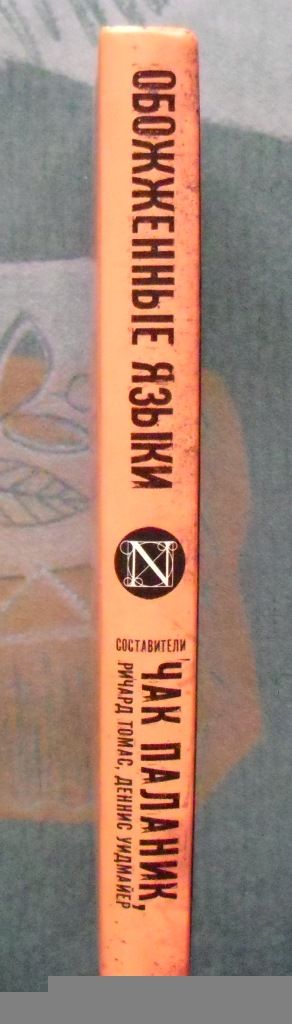 ОБОЖЖЕННЫЕ ЯЗЫКИ
N
СОСТАВИТЕЛИ
ЧАК ПАЛАНИК,
РИЧАРД ТОМАС, ДЕННИС УИДМАЙЕР